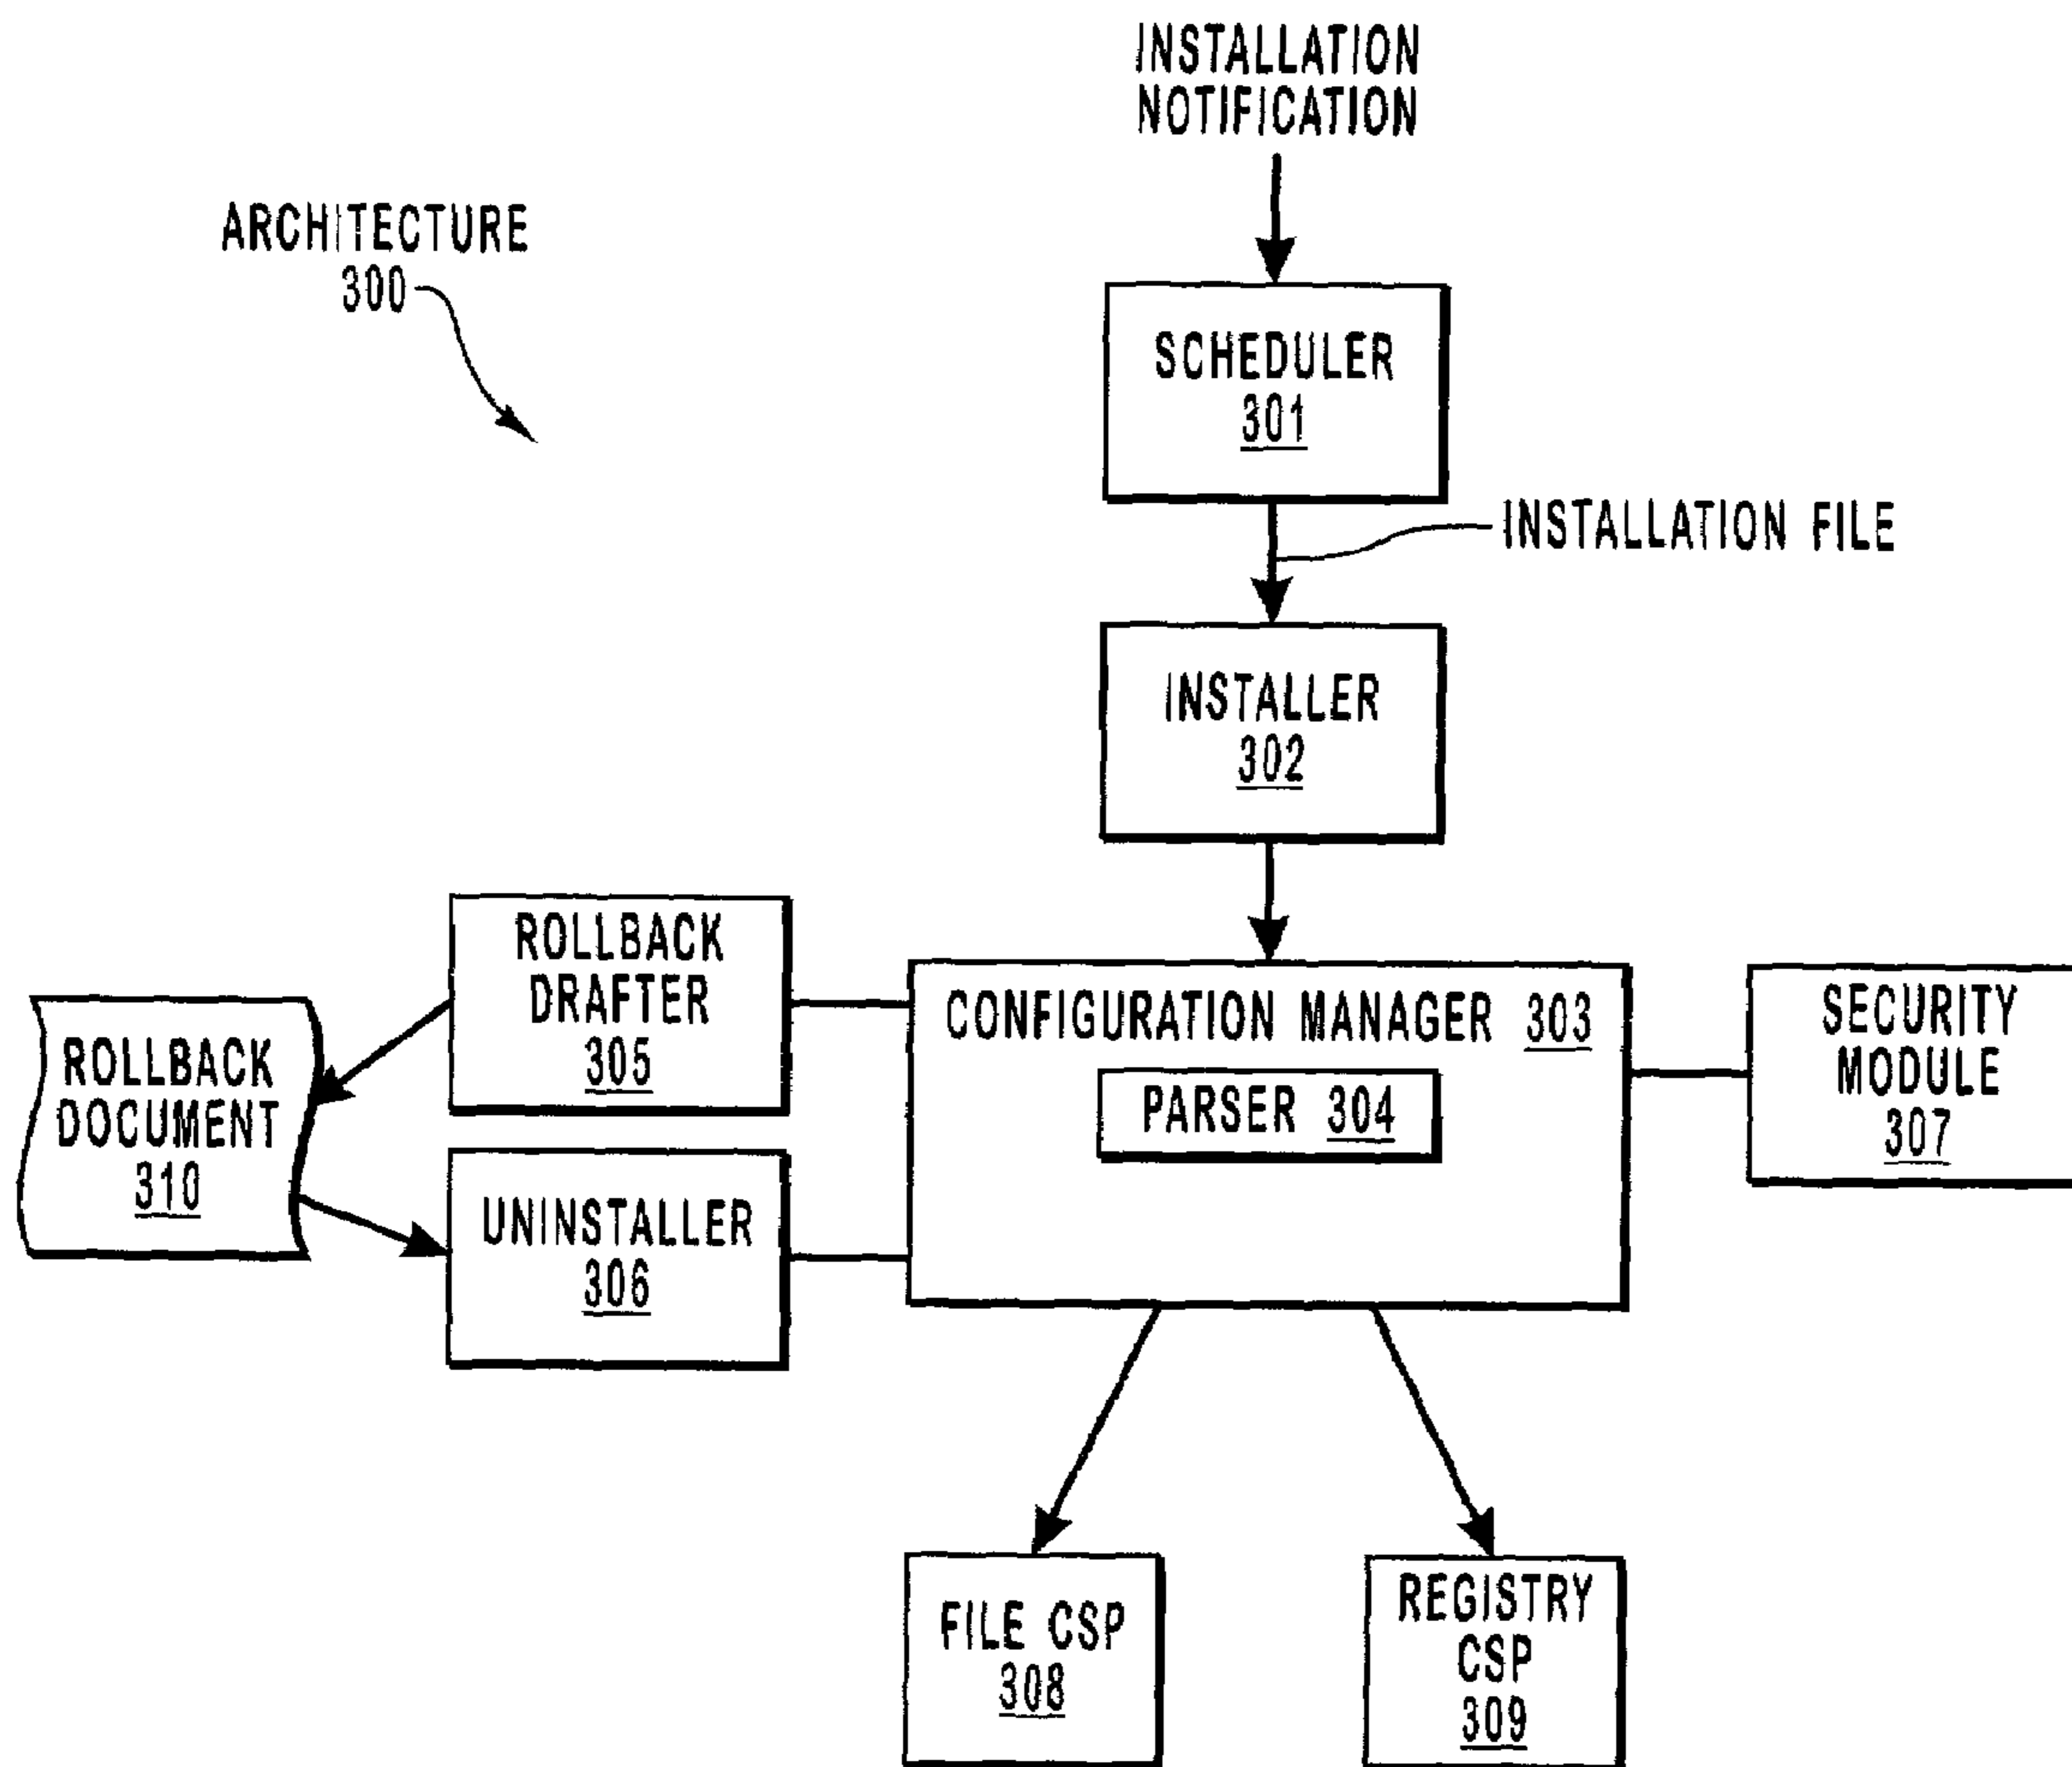 INSTALLATION
NOTIFICATION
ARCHITECTURE
300
SCHEDULER
301
INSTALLATION FILE
INSTALLER
302
ROLLBACK
DRAFTER
305
ROLLBACK
DOCUMENT
310
UNINSTALLER
306
CONFIGURATION MANAGER 303
PARSER 304
SECURITY
MODULE
307
FILE CSP
308
REGISTRY
CSP
309